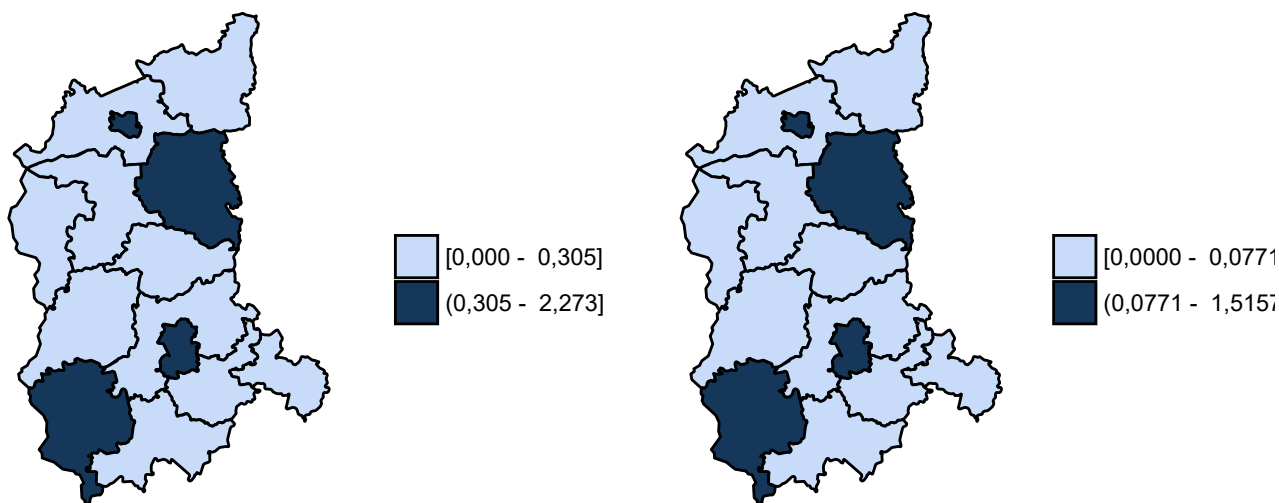 [0,000 - 0,305]
(0,305 - 2,273]
[0,0000 - 0,0771
(0,0771 - 1,5157